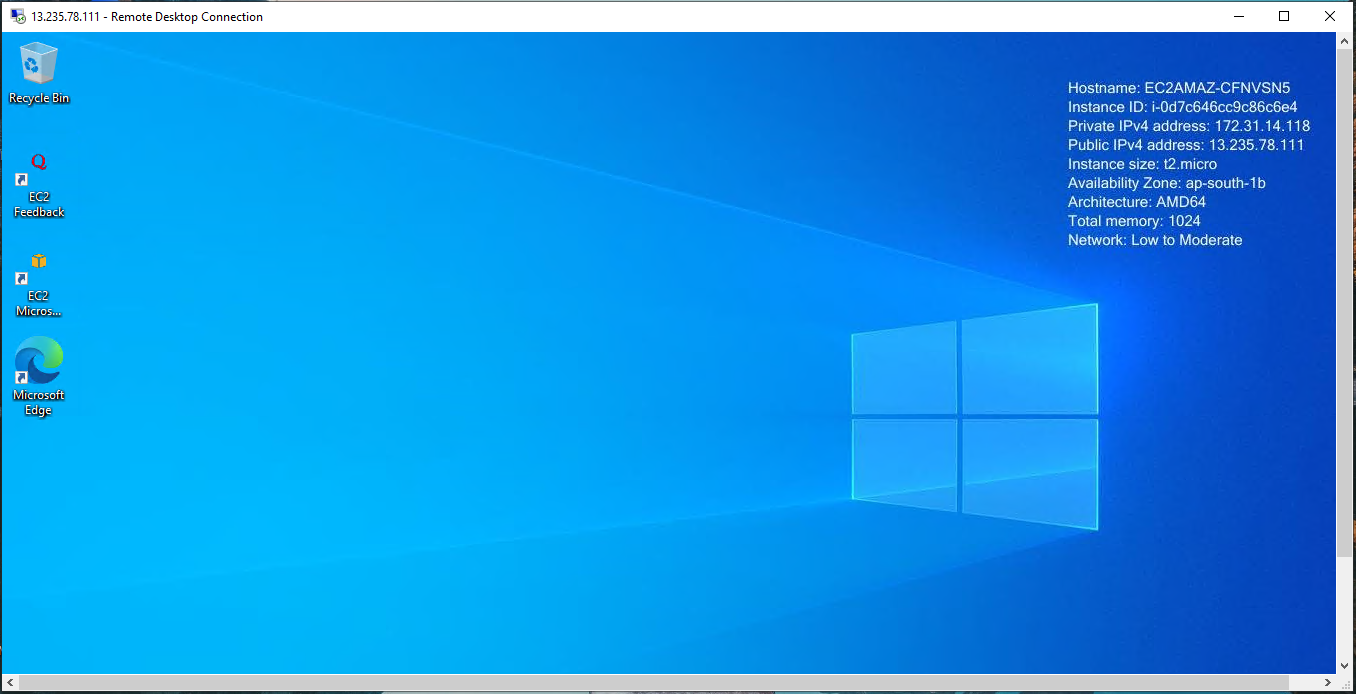 13.235.78.111 - Remote Desktop Connection
Recycle Bin
Q
EC2
Feedback
EC2
Micros...
Microsoft
Edge
Hostname: EC2AMAZ-CFNVSN5
Instance ID: i-0d7c646cc9c86c6e4
Private IPv4 address: 172.31.14.118
Public IPv4 address: 13.235.78.111
Instance size: t2.micro
Availability Zone: ap-south-1b
Architecture: AMD64
Total memory: 1024
Network: Low to Moderate